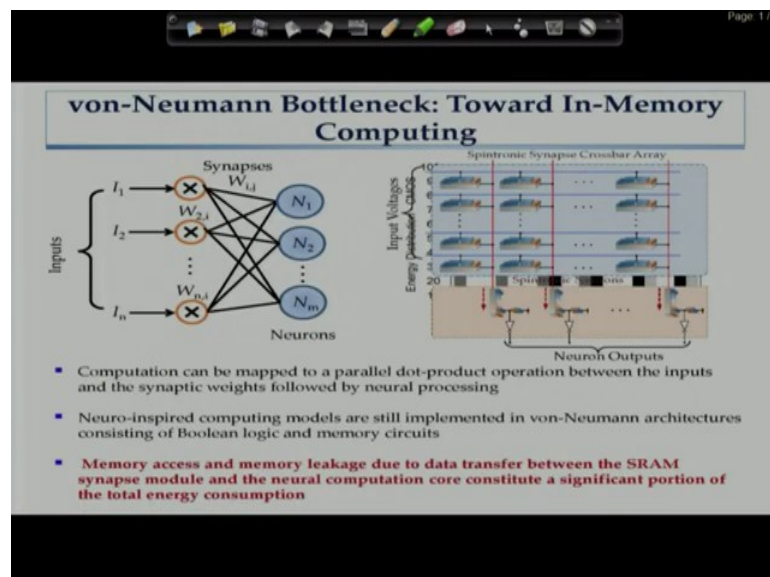 Page 1/
von-Neumann Bottleneck: Toward In-Memory
Computing
Synapses
Spintronic Synapse Crossbar Array
I₁
W₁,ⱼ
N₁
I₂
W₂,ᵢ
N₂
Inputs
Iₙ
Wₙ,ᵢ
Nₘ
Neurons
Input Voltages
Energy Distribution CMOS
20
Neuron Outputs
▪ Computation can be mapped to a parallel dot-product operation between the inputs
and the synaptic weights followed by neural processing
▪ Neuro-inspired computing models are still implemented in von-Neumann architectures
consisting of Boolean logic and memory circuits
▪ Memory access and memory leakage due to data transfer between the SRAM
synapse module and the neural computation core constitute a significant portion of
the total energy consumption